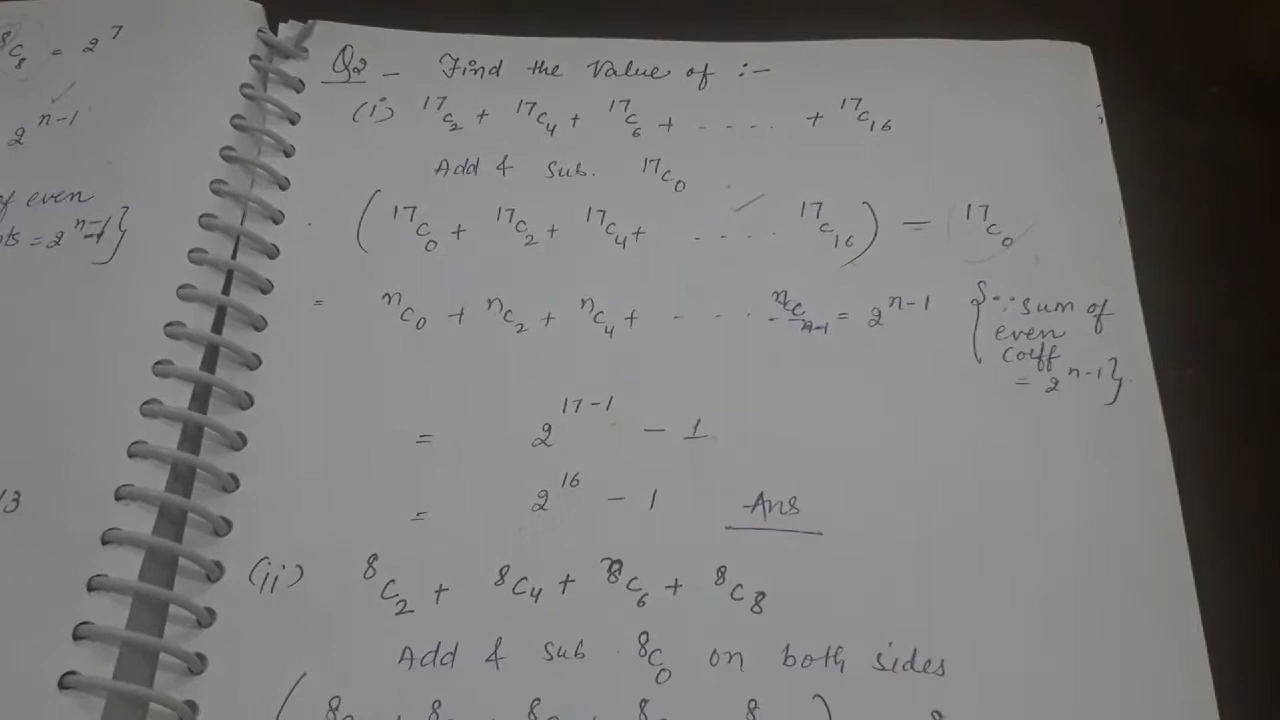 ⁸C₈ = 2⁷
2ⁿ⁻¹
of even
= 2ⁿ⁻¹}
13
Q2 - Find the Value of :-
(i) ¹⁷C₂ + ¹⁷C₄ + ¹⁷C₆ + ..... + ¹⁷C₁₆
Add & Sub. ¹⁷C₀
(¹⁷C₀ + ¹⁷C₂ + ¹⁷C₄ + ..... ¹⁷C₁₆) - ¹⁷C₀
= ⁿC₀ + ⁿC₂ + ⁿC₄ + ..... ⁿCₙ₋₁ = 2ⁿ⁻¹ {∵ sum of
even
coeff
= 2ⁿ⁻¹}
= 2¹⁷⁻¹ - 1
= 2¹⁶ - 1 Ans
(ii) ⁸C₂ + ⁸C₄ + ⁸C₆ + ⁸C₈
Add & Sub ⁸C₀ on both sides